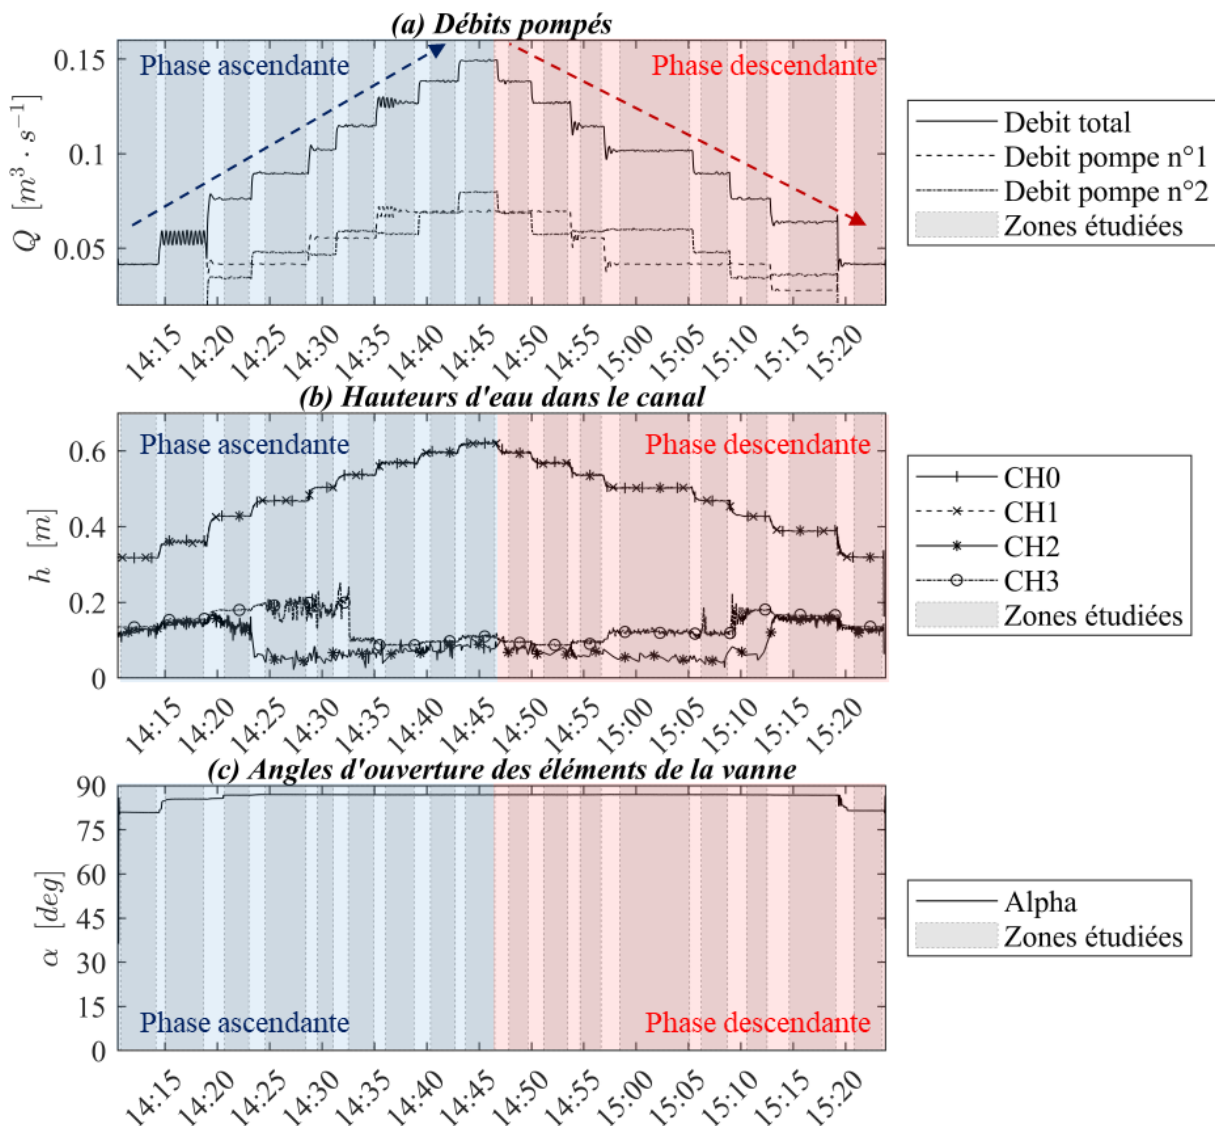 (a) Débits pompés
Phase ascendante
Phase descendante
Q [m³ · s⁻¹]
0.15
0.1
0.05
14:15 14:20 14:25 14:30 14:35 14:40 14:45 14:50 14:55 15:00 15:05 15:10 15:15 15:20
Debit total
Debit pompe n°1
Debit pompe n°2
Zones étudiées
(b) Hauteurs d'eau dans le canal
Phase ascendante
Phase descendante
h [m]
0.6
0.4
0.2
0
14:15 14:20 14:25 14:30 14:35 14:40 14:45 14:50 14:55 15:00 15:05 15:10 15:15 15:20
CH0
CH1
CH2
CH3
Zones étudiées
(c) Angles d'ouverture des éléments de la vanne
α [deg]
90
75
60
45
30
15
0
Phase ascendante
Phase descendante
14:15 14:20 14:25 14:30 14:35 14:40 14:45 14:50 14:55 15:00 15:05 15:10 15:15 15:20
Alpha
Zones étudiées